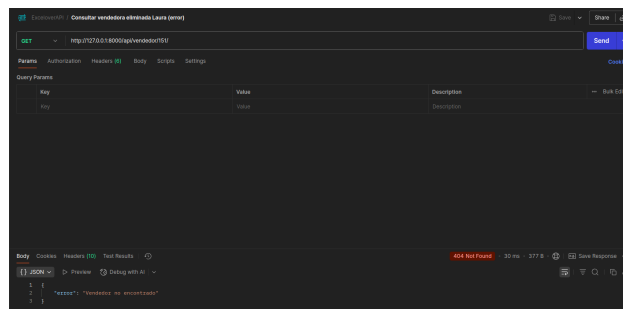 ExcelsiorAPI / Consultar vendedora eliminada Laura (error) Save Share
GET http://127.0.0.1:8000/api/vendedor/151/ Send
Params Authorization Headers (6) Body Scripts Settings Cooki
Query Params
Key Value Description Bulk Edi
Key Value Description
Body Cookies Headers (10) Test Results 404 Not Found 30 ms 377 B Save Response
{} JSON Preview Debug with AI
1 {
2 "error": "Vendedor no encontrado"
3 }